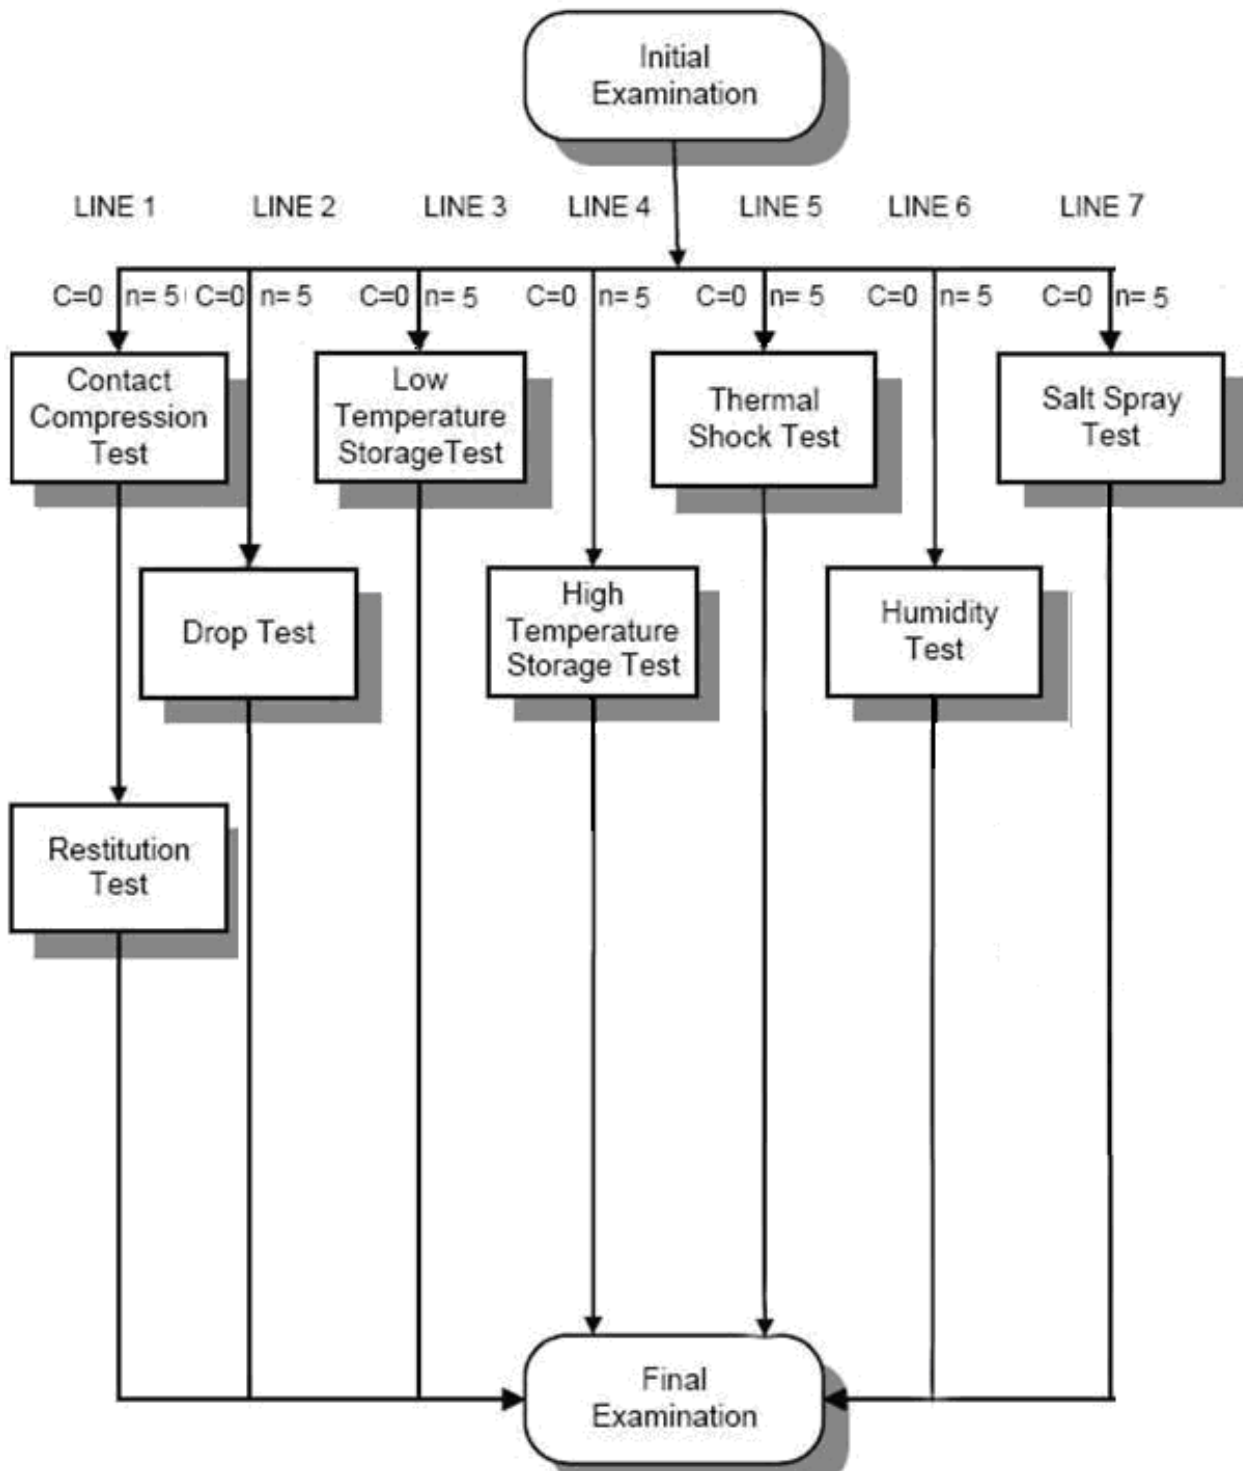 Initial
Examination
LINE 1 LINE 2 LINE 3 LINE 4 LINE 5 LINE 6 LINE 7
C=0 n= 5 C=0 n= 5 C=0 n= 5 C=0 n= 5 C=0 n= 5 C=0 n= 5 C=0 n= 5
Contact
Compression
Test
Low
Temperature
StorageTest
Thermal
Shock Test
Salt Spray
Test
Drop Test
High
Temperature
Storage Test
Humidity
Test
Restitution
Test
Final
Examination